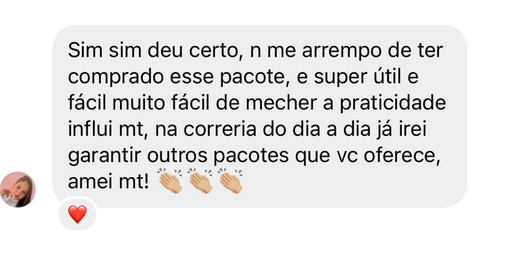 Sim sim deu certo, n me arrempo de ter
comprado esse pacote, e super útil e
fácil muito fácil de mecher a praticidade
influi mt, na correria do dia a dia já irei
garantir outros pacotes que vc oferece,
amei mt! 👏🏼👏🏼👏🏼
❤️